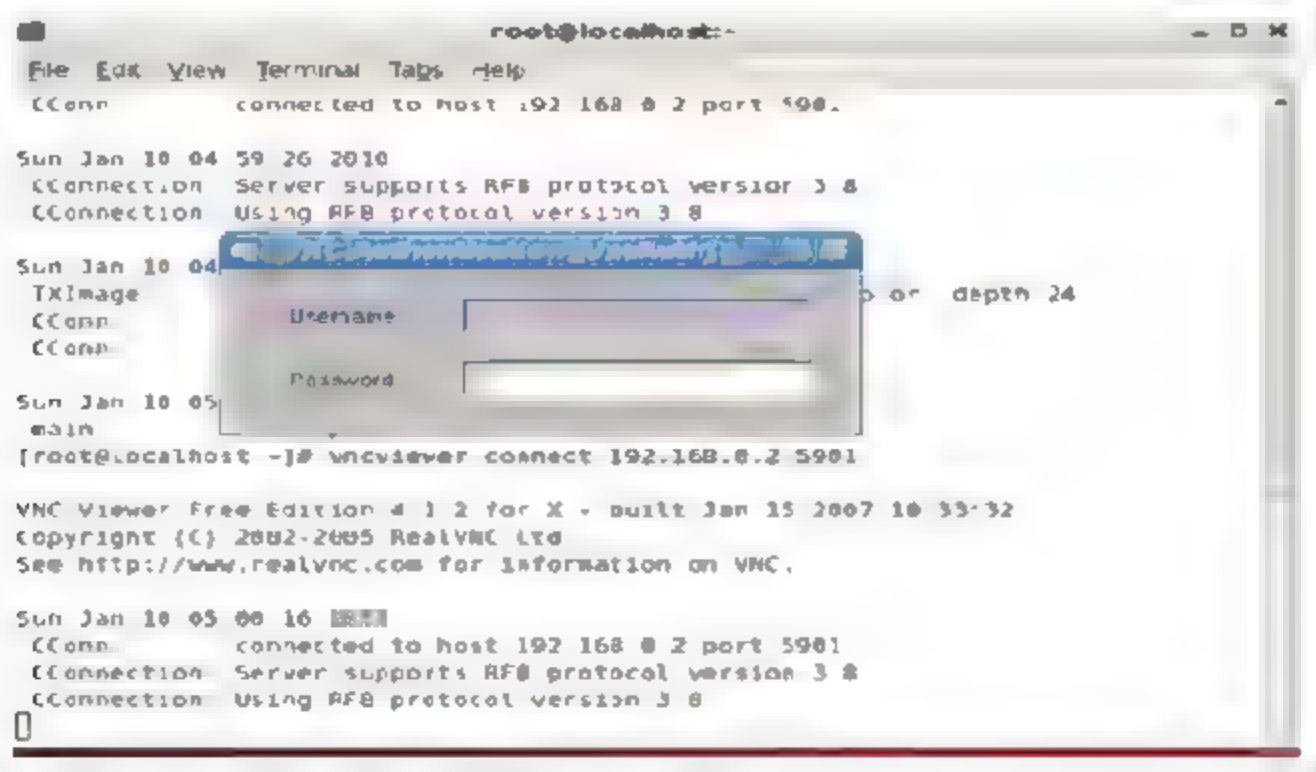 root@localhost:~
File Edit View Terminal Tabs Help
CConn connected to host 192.168.0.2 port 5901
Sun Jan 10 04:59:26 2010
CConnection: Server supports RFB protocol version 3.8
CConnection: Using RFB protocol version 3.8
Sun Jan 10 04
TXImage depth 24
CConn
CConn
Username
Password
Sun Jan 10 05
main
[root@localhost ~]# vncviewer connect 192.168.0.2 5901
VNC Viewer Free Edition 4.1.2 for X - built Jan 15 2007 10:33:32
Copyright (C) 2002-2005 RealVNC Ltd.
See http://www.realvnc.com for information on VNC.
Sun Jan 10 05:00:16
CConn: connected to host 192.168.0.2 port 5901
CConnection: Server supports RFB protocol version 3.8
CConnection: Using RFB protocol version 3.8